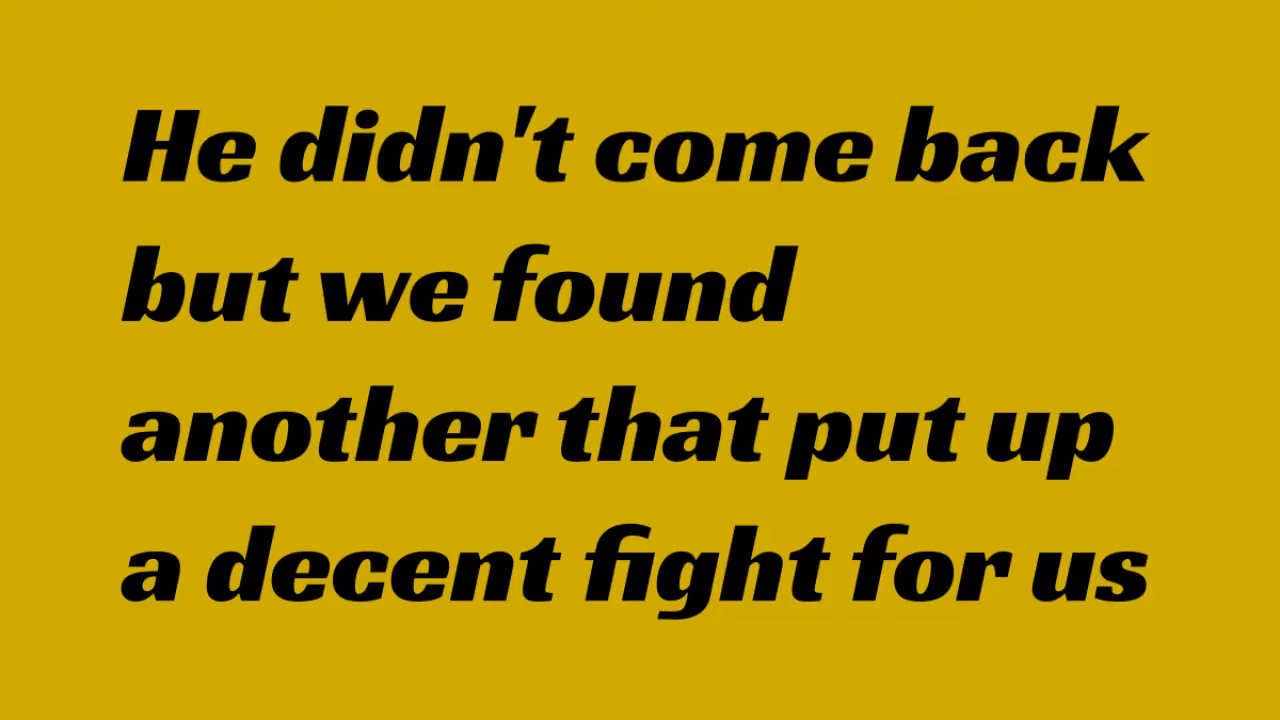 He didn't come back
but we found
another that put up
a decent fight for us